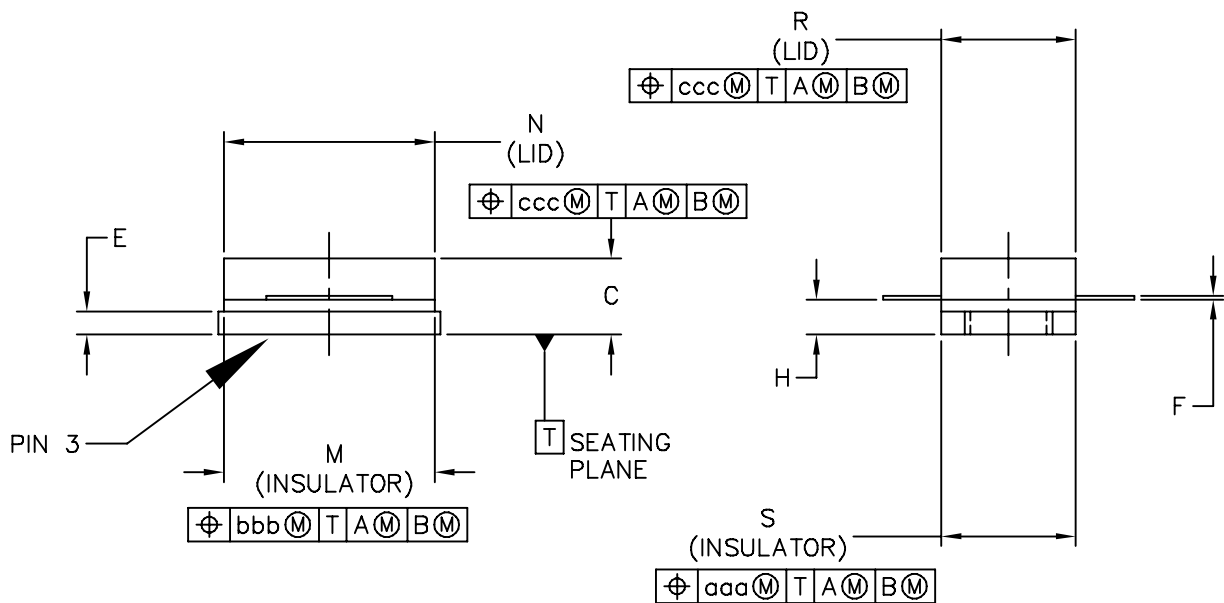 R
(LID)
⌖ ccc Ⓜ T A Ⓜ B Ⓜ
N
(LID)
⌖ ccc Ⓜ T A Ⓜ B Ⓜ
E
C
H
F
PIN 3
T
SEATING
PLANE
M
(INSULATOR)
⌖ bbb Ⓜ T A Ⓜ B Ⓜ
S
(INSULATOR)
⌖ aaa Ⓜ T A Ⓜ B Ⓜ